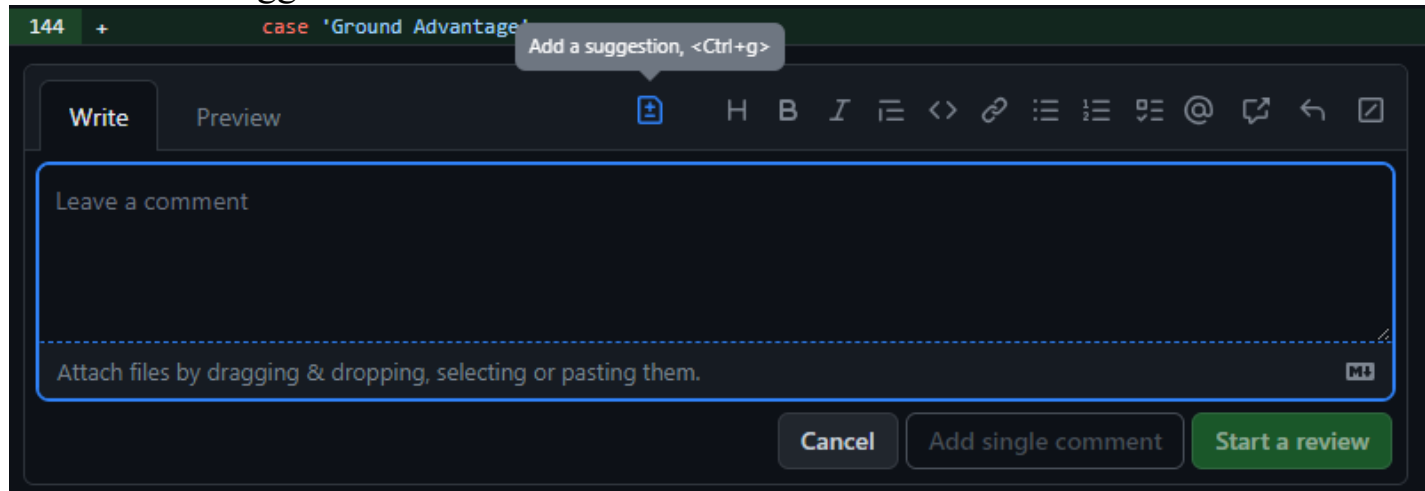 144 + case 'Ground Advantage'
Add a suggestion, <Ctrl+g>
Write Preview H B I <> @
Leave a comment
Attach files by dragging & dropping, selecting or pasting them. M↓
Cancel Add single comment Start a review